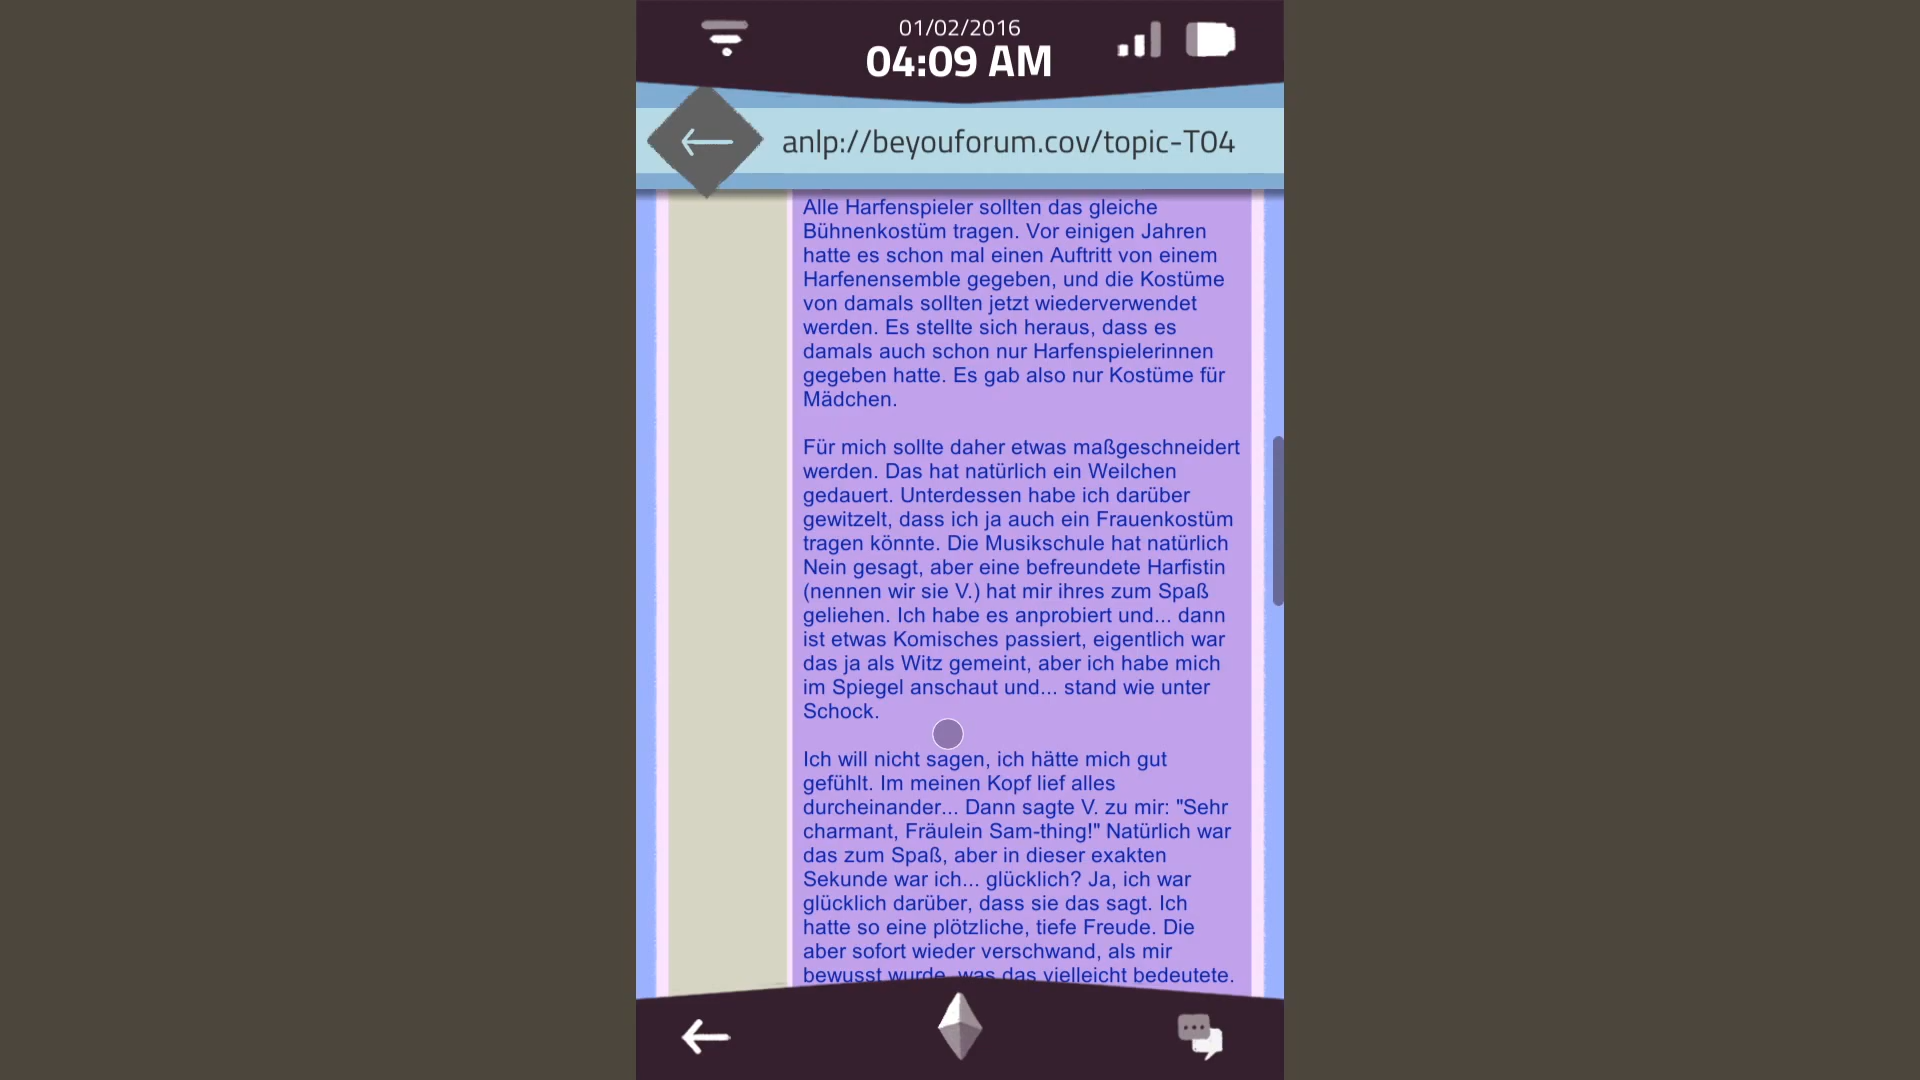 01/02/2016
04:09 AM
anlp://beyouforum.cov/topic-T04
Alle Harfenspieler sollten das gleiche
Bühnenkostüm tragen. Vor einigen Jahren
hatte es schon mal einen Auftritt von einem
Harfenensemble gegeben, und die Kostüme
von damals sollten jetzt wiederverwendet
werden. Es stellte sich heraus, dass es
damals auch schon nur Harfenspielerinnen
gegeben hatte. Es gab also nur Kostüme für
Mädchen.
Für mich sollte daher etwas maßgeschneidert
werden. Das hat natürlich ein Weilchen
gedauert. Unterdessen habe ich darüber
gewitzelt, dass ich ja auch ein Frauenkostüm
tragen könnte. Die Musikschule hat natürlich
Nein gesagt, aber eine befreundete Harfistin
(nennen wir sie V.) hat mir ihres zum Spaß
geliehen. Ich habe es anprobiert und... dann
ist etwas Komisches passiert, eigentlich war
das ja als Witz gemeint, aber ich habe mich
im Spiegel anschaut und... stand wie unter
Schock.
Ich will nicht sagen, ich hätte mich gut
gefühlt. Im meinen Kopf lief alles
durcheinander... Dann sagte V. zu mir: "Sehr
charmant, Fräulein Sam-thing!" Natürlich war
das zum Spaß, aber in dieser exakten
Sekunde war ich... glücklich? Ja, ich war
glücklich darüber, dass sie das sagt. Ich
hatte so eine plötzliche, tiefe Freude. Die
aber sofort wieder verschwand, als mir
bewusst wurde, was das vielleicht bedeutete.